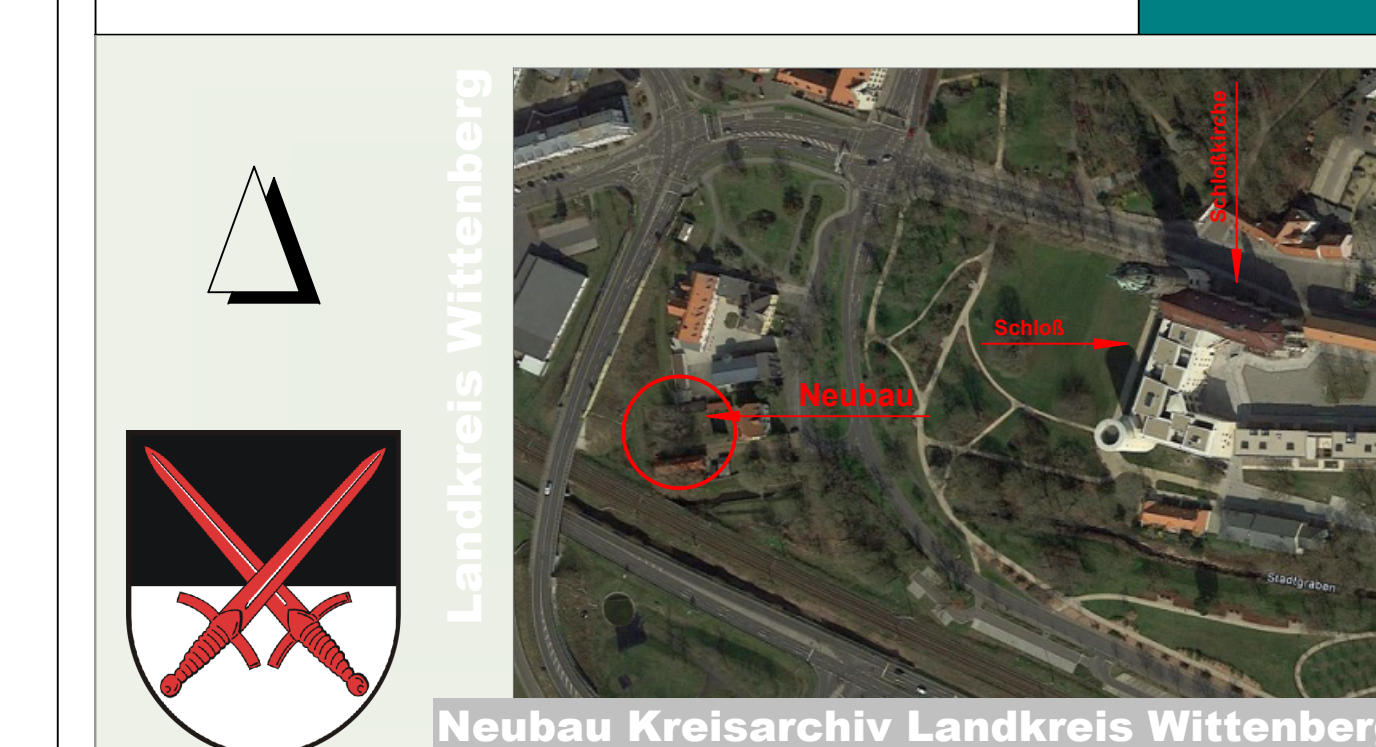 Landkreis Wittenberg
Schloßkirche
Schloß
Neubau
Stadtgraben
Neubau Kreisarchiv Landkreis Wittenberg